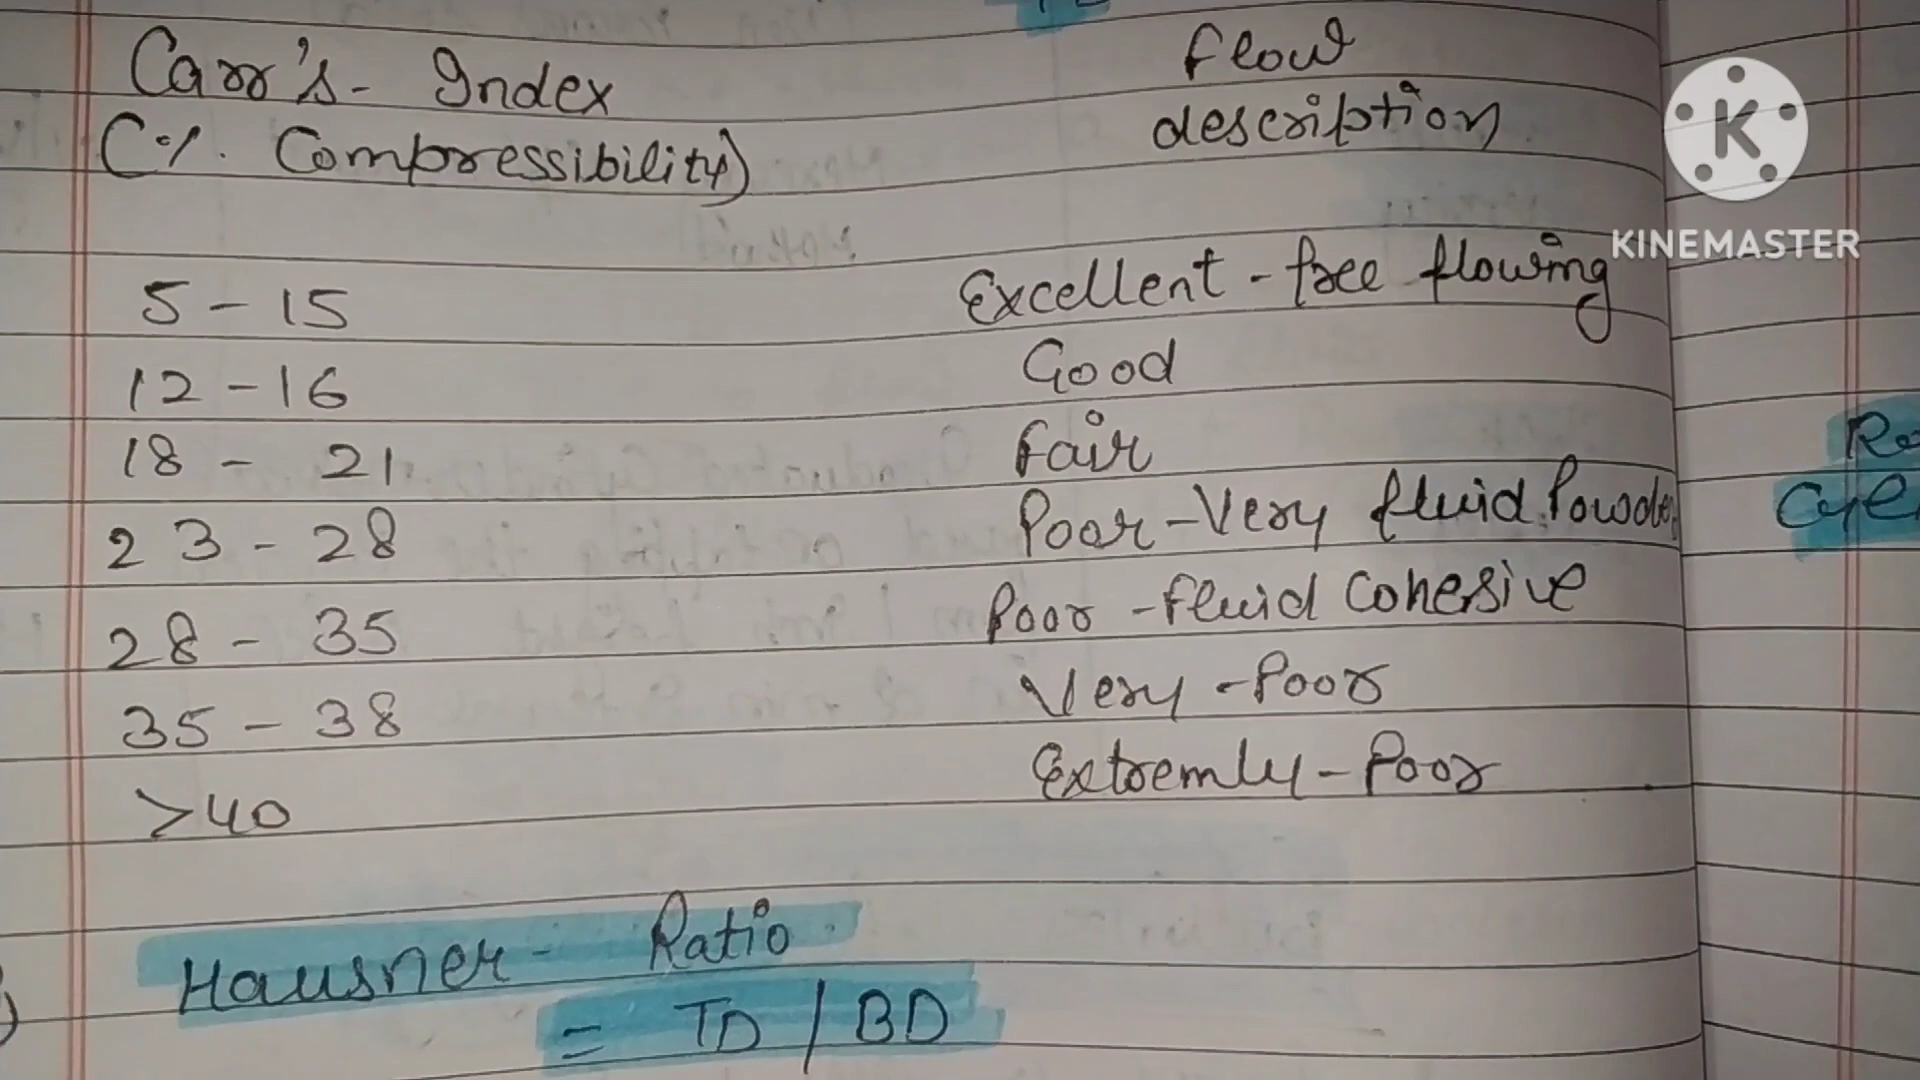 Carr's - Index
flow
(%. Compressibility)
description
KINEMASTER
5 - 15 Excellent - free flowing
12 - 16 Good
18 - 21 fair
23 - 28 Poor - Very fluid Powder
28 - 35 Poor - fluid Cohesive
35 - 38 Very - Poor
>40 Extremly - Poor
Hausner - Ratio
= TD / BD